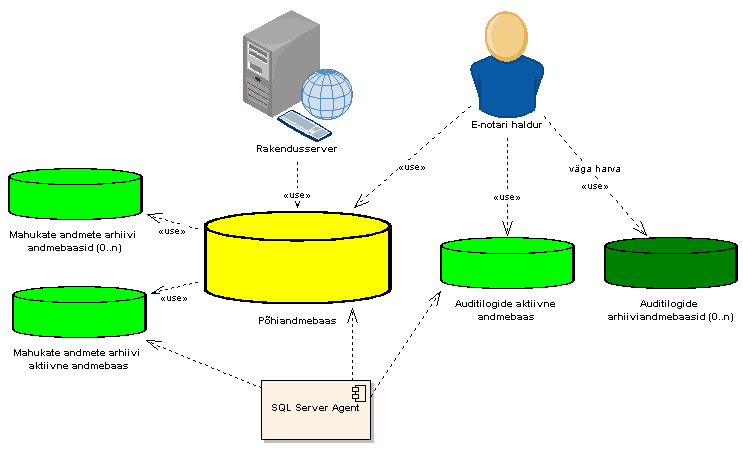 Rakendusserver
E-notari haldur
«use»
väga harva
«use»
«use»
«use»
Mahukate andmete arhiivi
andmebaasid (0..n)
«use»
«use»
Põhiandmebaas
Auditilogide aktiivne
andmebaas
Auditilogide
arhiiviandmebaasid (0..n)
Mahukate andmete arhiivi
aktiivne andmebaas
SQL Server Agent